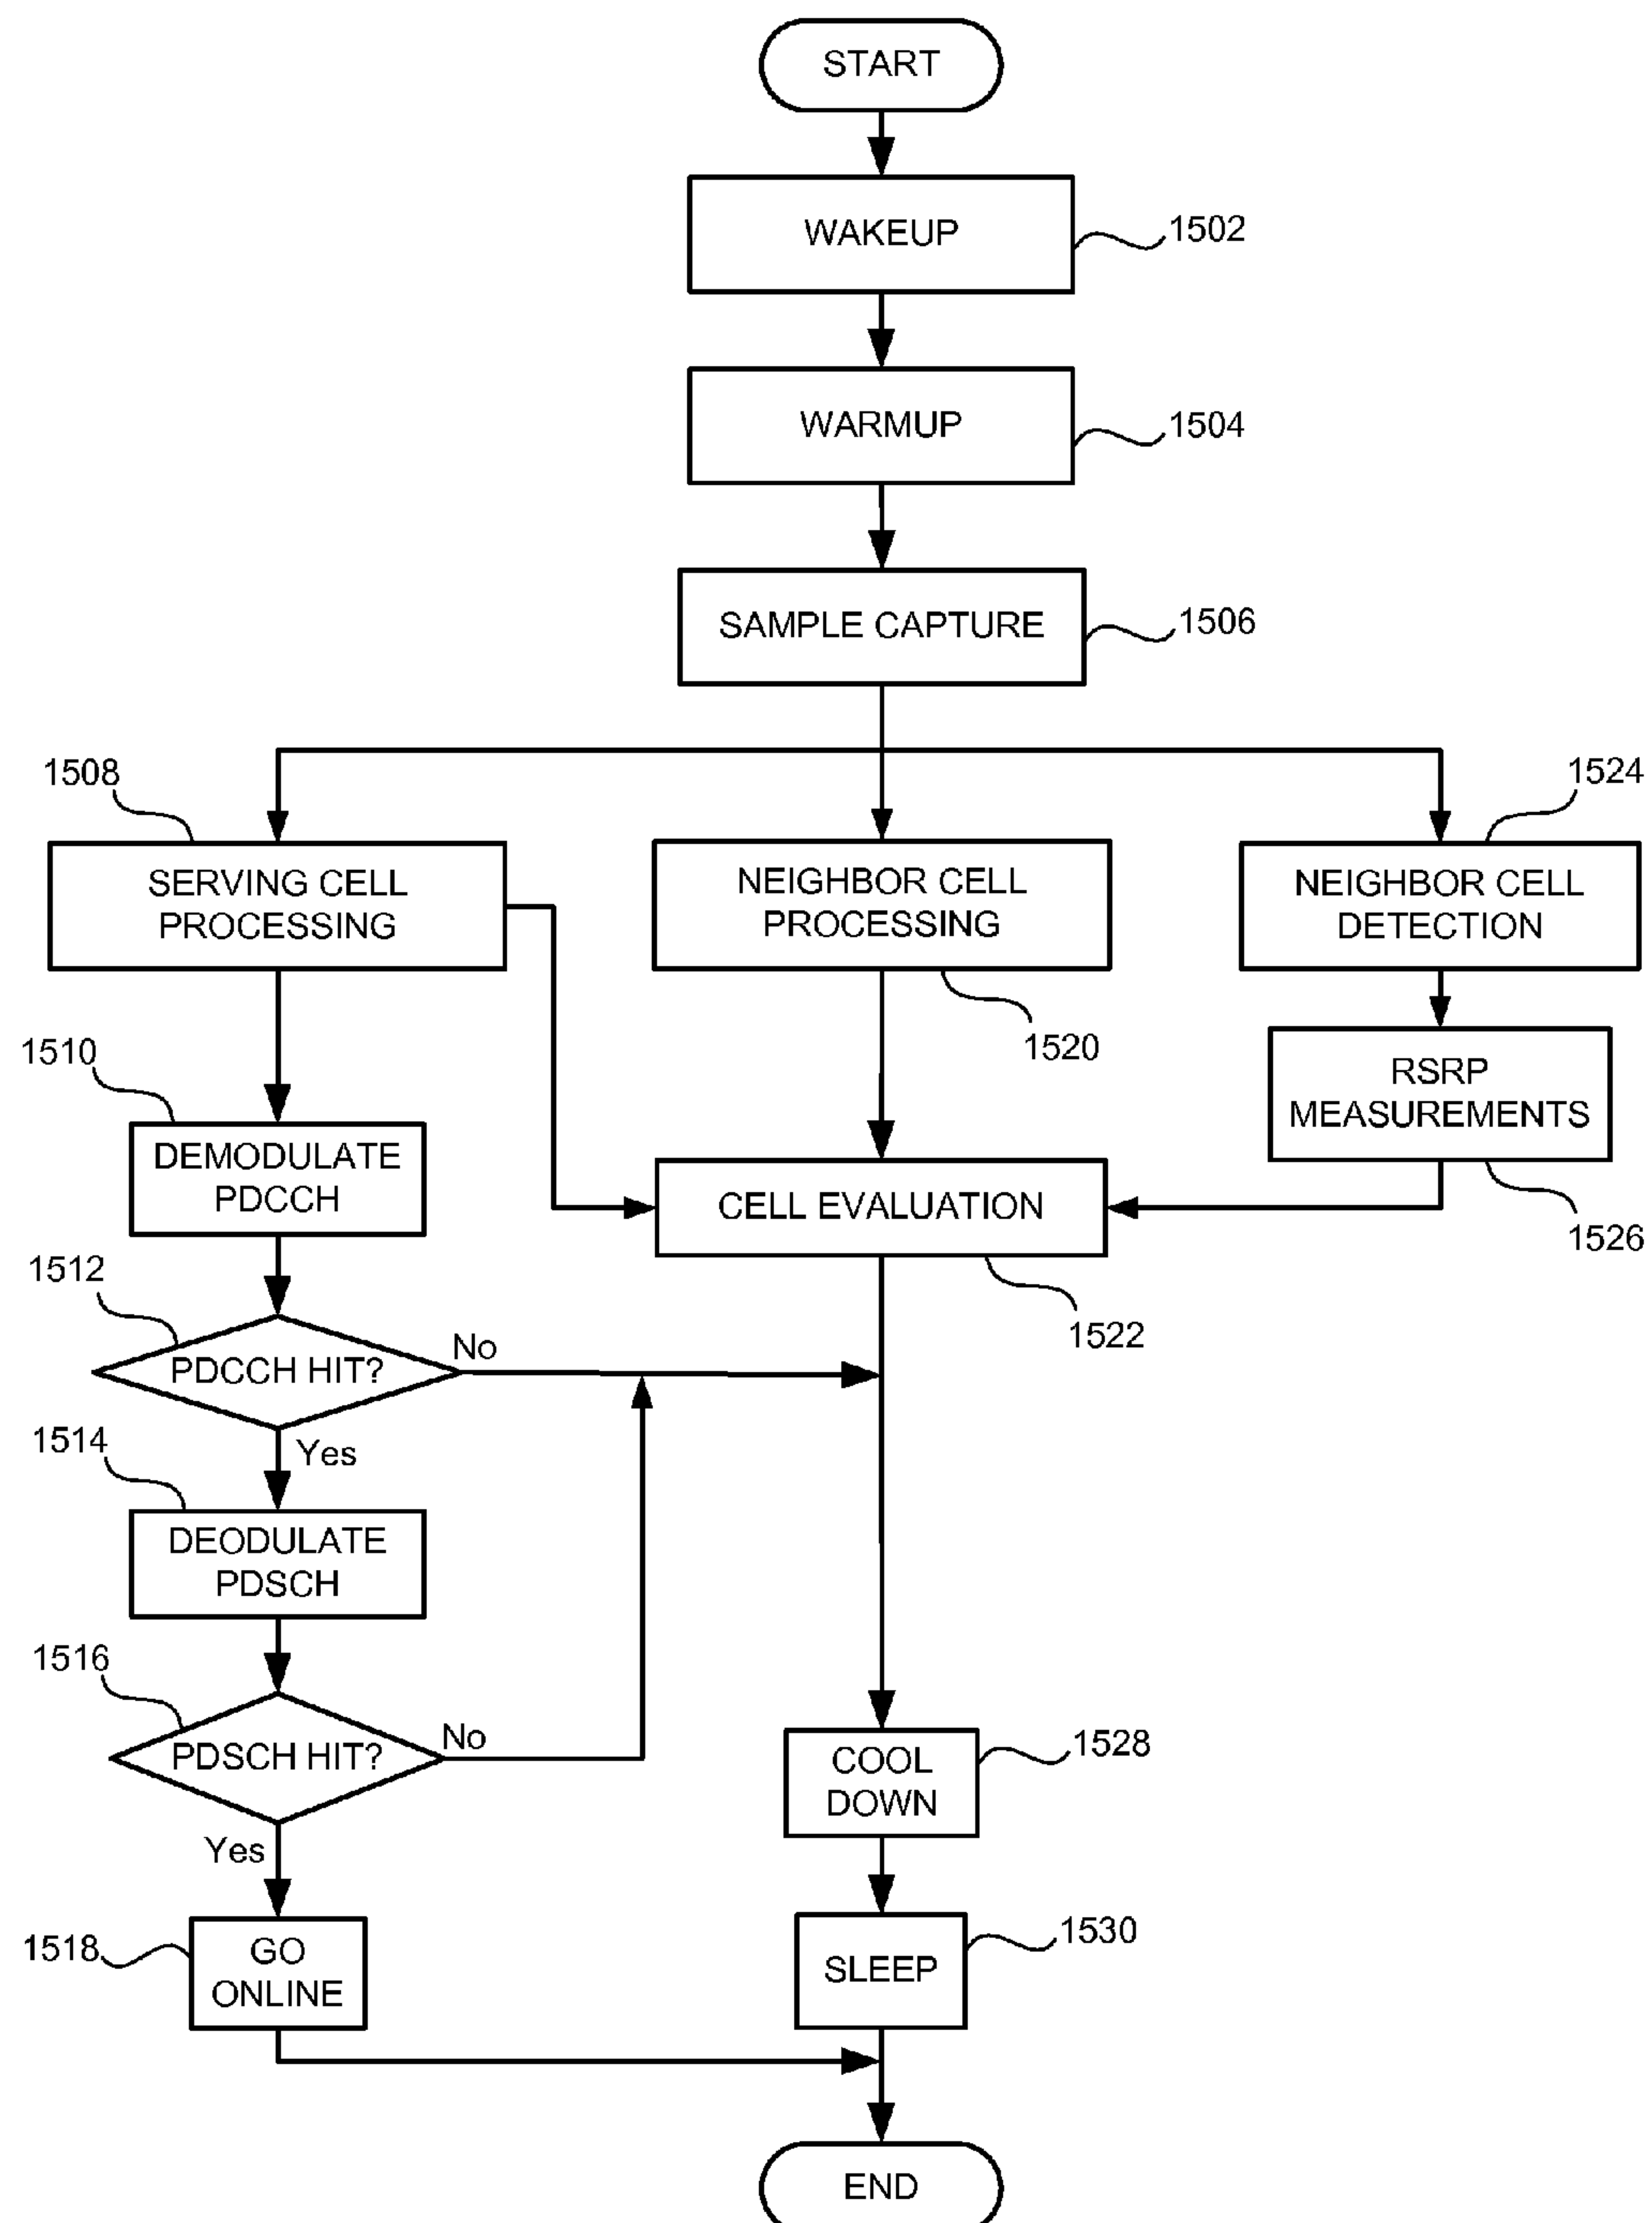 START
WAKEUP
1502
WARMUP
1504
SAMPLE CAPTURE
1506
1508
1524
SERVING CELL
PROCESSING
NEIGHBOR CELL
PROCESSING
NEIGHBOR CELL
DETECTION
1520
1510
RSRP
MEASUREMENTS
DEMODULATE
PDCCH
CELL EVALUATION
1526
1512
1522
PDCCH HIT?
No
Yes
1514
DEODULATE
PDSCH
1516
PDSCH HIT?
No
Yes
COOL
DOWN
1528
1518
GO
ONLINE
SLEEP
1530
END